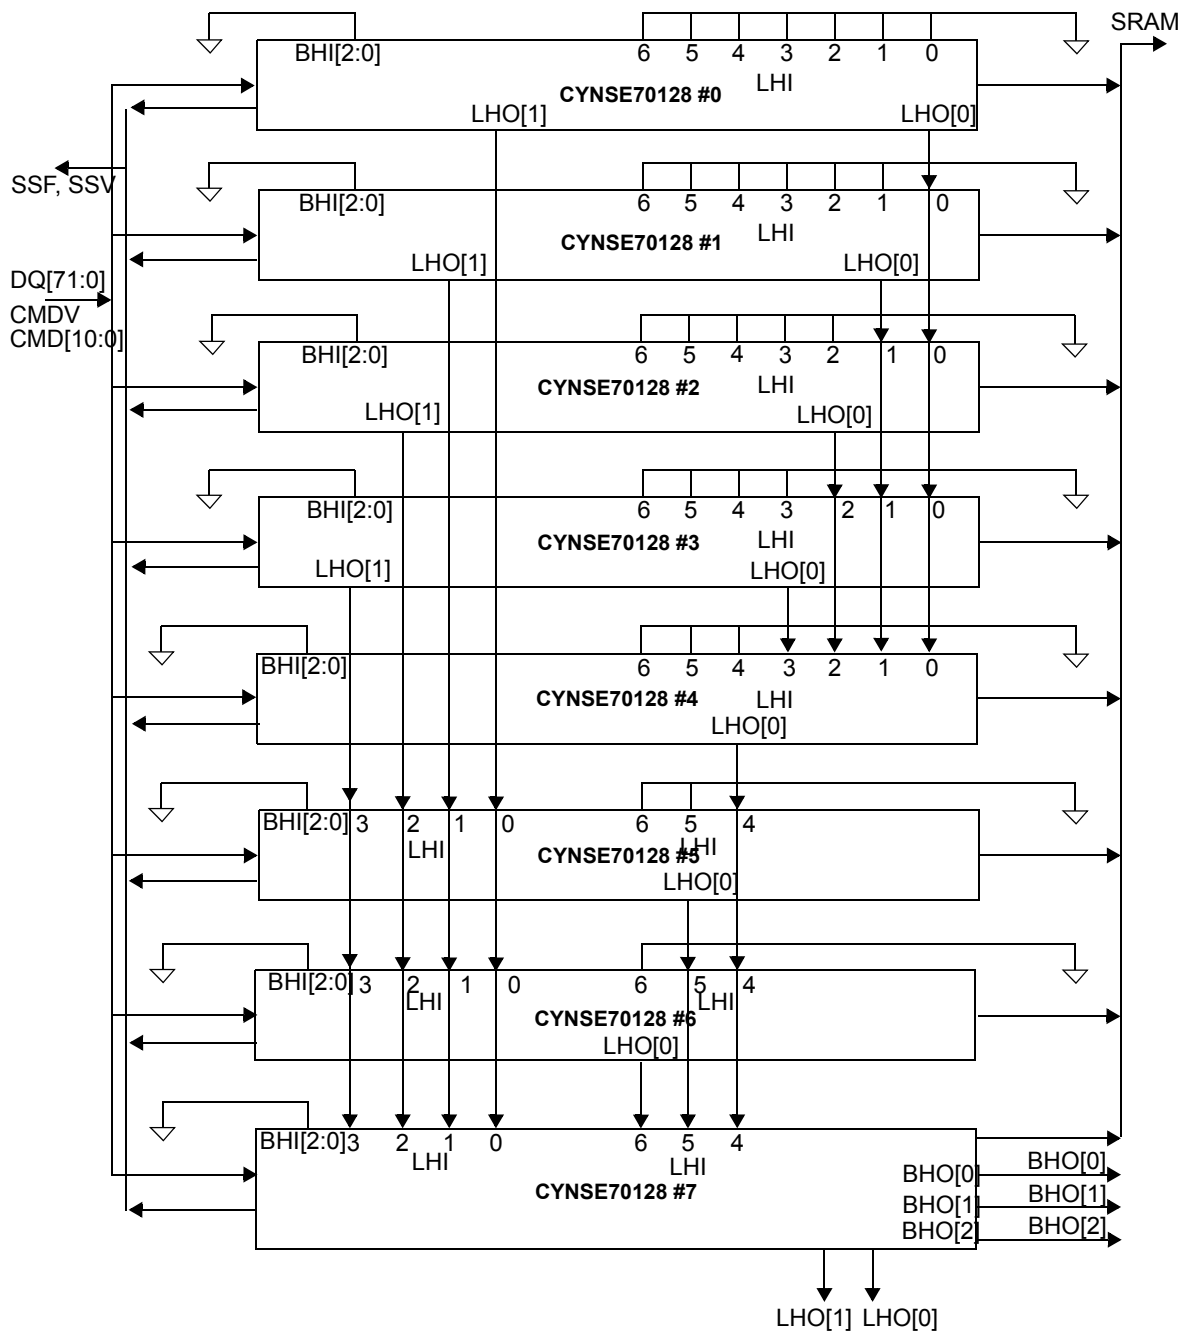 SRAM
BHI[2:0] 6 5 4 3 2 1 0
LHI
CYNSE70128 #0
LHO[1] LHO[0]
SSF, SSV
BHI[2:0] 6 5 4 3 2 1 0
LHI
CYNSE70128 #1
LHO[1] LHO[0]
DQ[71:0]
CMDV
CMD[10:0]
BHI[2:0] 6 5 4 3 2 1 0
LHI
CYNSE70128 #2
LHO[1] LHO[0]
BHI[2:0] 6 5 4 3 2 1 0
LHI
CYNSE70128 #3
LHO[1] LHO[0]
BHI[2:0] 6 5 4 3 2 1 0
LHI
CYNSE70128 #4
LHO[0]
BHI[2:0] 3 2 1 0 6 5 4
LHI LHI
CYNSE70128 #5
LHO[0]
BHI[2:0] 3 2 1 0 6 5 4
LHI LHI
CYNSE70128 #6
LHO[0]
BHI[2:0] 3 2 1 0 6 5 4
LHI LHI
CYNSE70128 #7
BHO[0] BHO[0]
BHO[1] BHO[1]
BHO[2] BHO[2]
LHO[1] LHO[0]